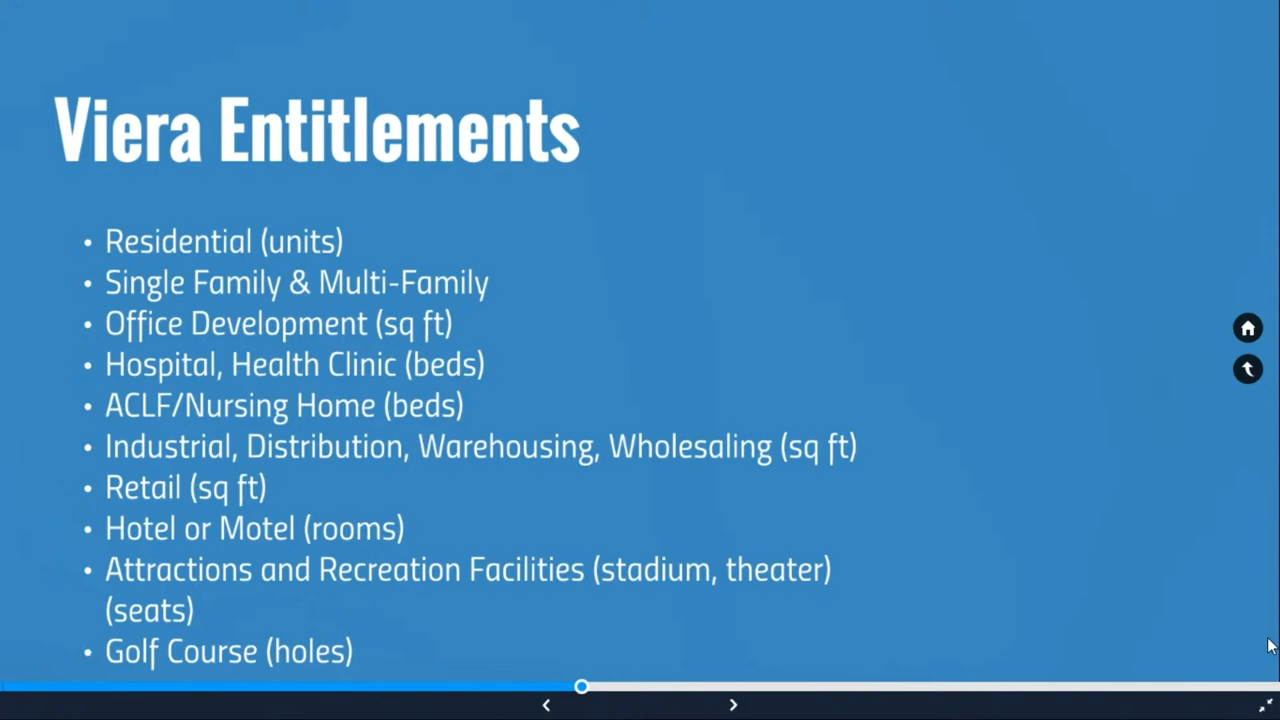 Viera Entitlements
• Residential (units)
• Single Family & Multi-Family
• Office Development (sq ft)
• Hospital, Health Clinic (beds)
• ACLF/Nursing Home (beds)
• Industrial, Distribution, Warehousing, Wholesaling (sq ft)
• Retail (sq ft)
• Hotel or Motel (rooms)
• Attractions and Recreation Facilities (stadium, theater)
(seats)
• Golf Course (holes)